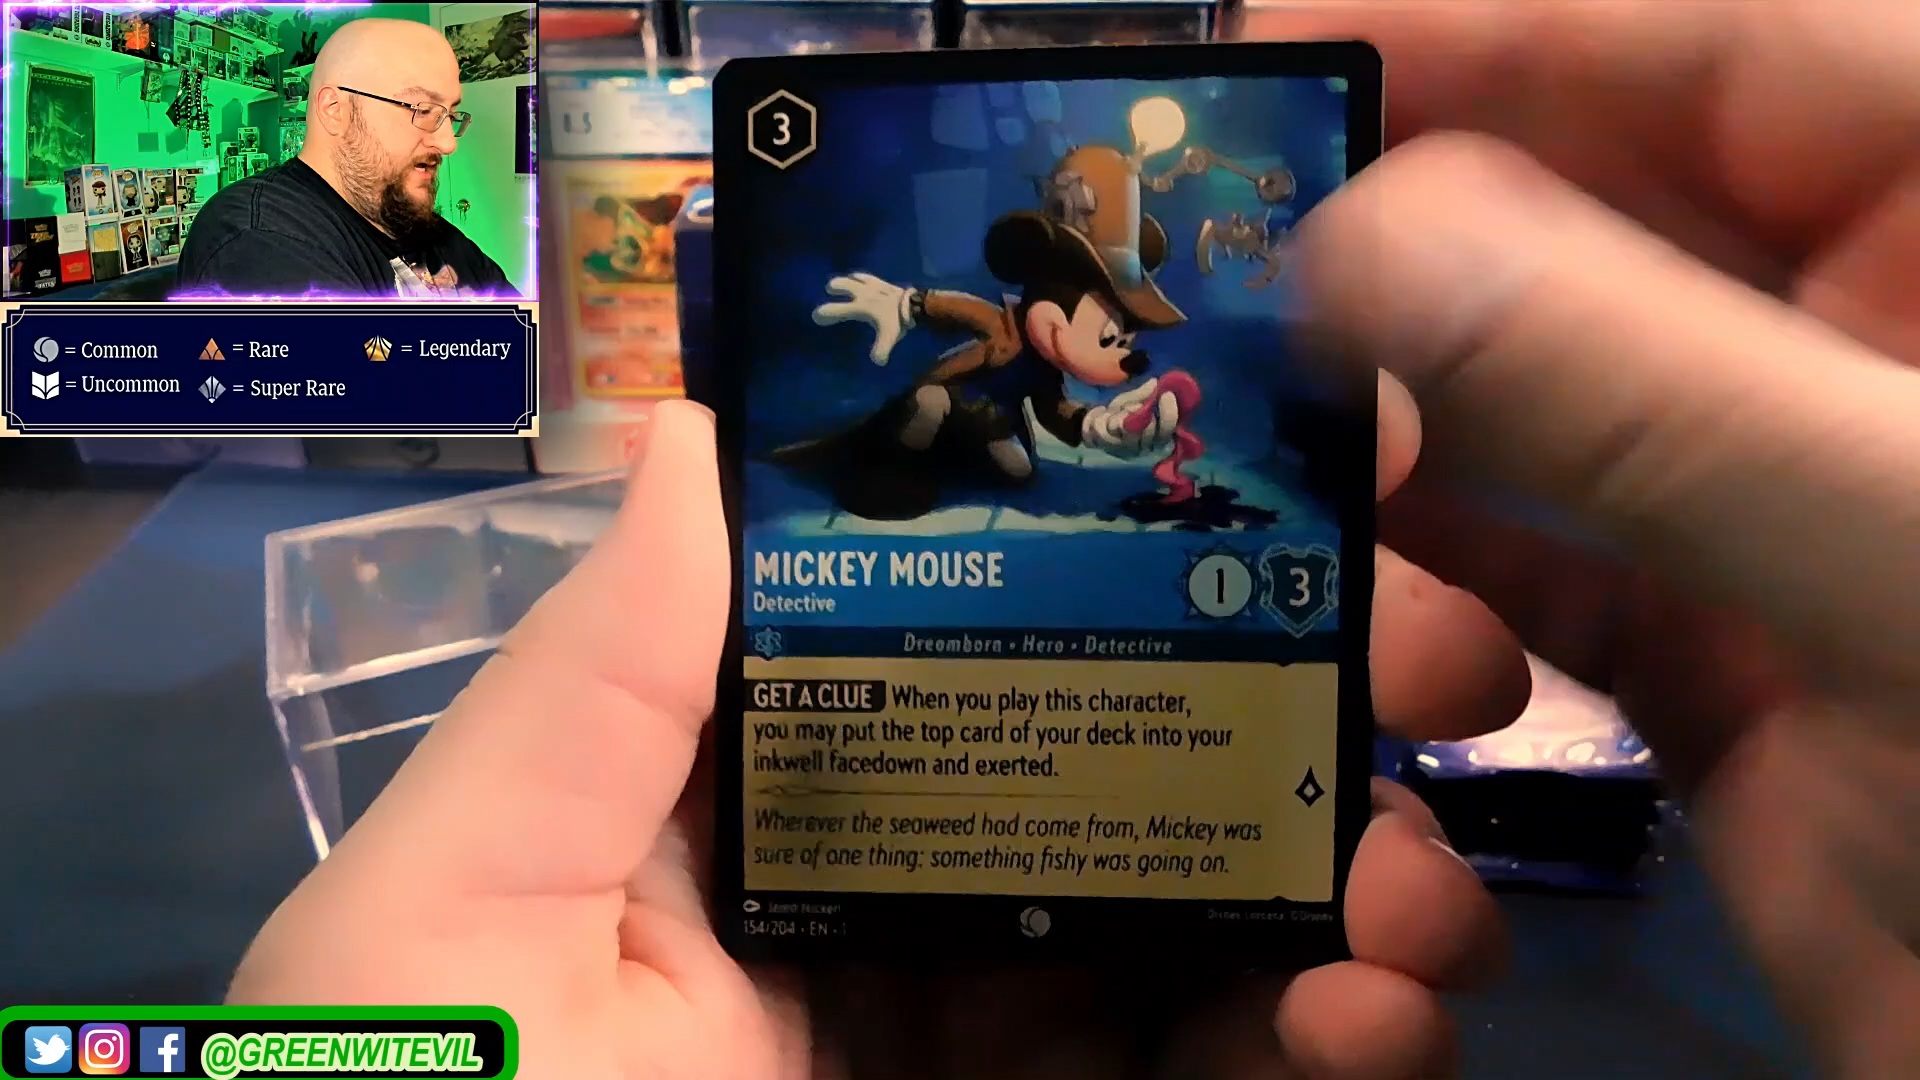 = Common
= Rare
= Legendary
= Uncommon
= Super Rare
3
MICKEY MOUSE
Detective
1
3
Dreamborn • Hero • Detective
GET A CLUE When you play this character,
you may put the top card of your deck into your
inkwell facedown and exerted.
Wherever the seaweed had come from, Mickey was
sure of one thing: something fishy was going on.
154/204 • EN • 1
@GREENWITEVIL